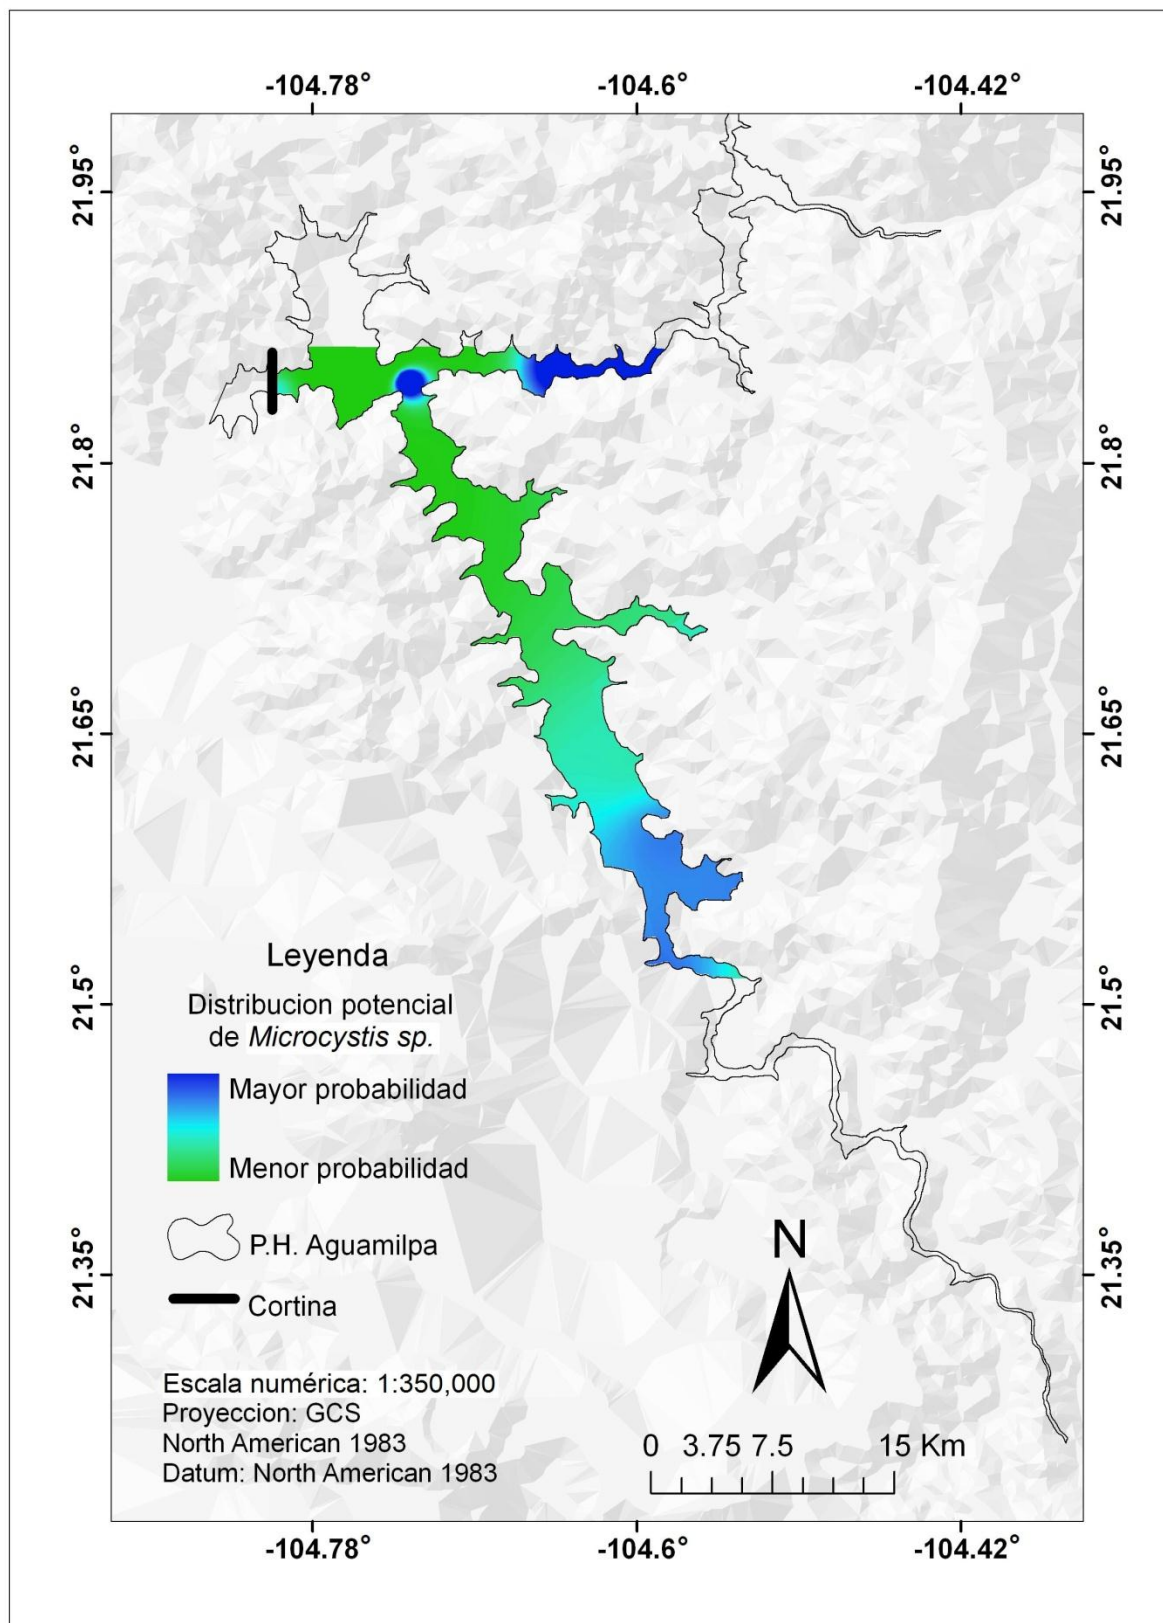 -104.78° -104.6° -104.42°
21.95° 21.95°
21.8° 21.8°
21.65° 21.65°
21.5° 21.5°
21.35° 21.35°
Leyenda
Distribucion potencial
de Microcystis sp.
Mayor probabilidad
Menor probabilidad
P.H. Aguamilpa
Cortina
Escala numérica: 1:350,000
Proyeccion: GCS
North American 1983
Datum: North American 1983
N
0 3.75 7.5 15 Km
-104.78° -104.6° -104.42°